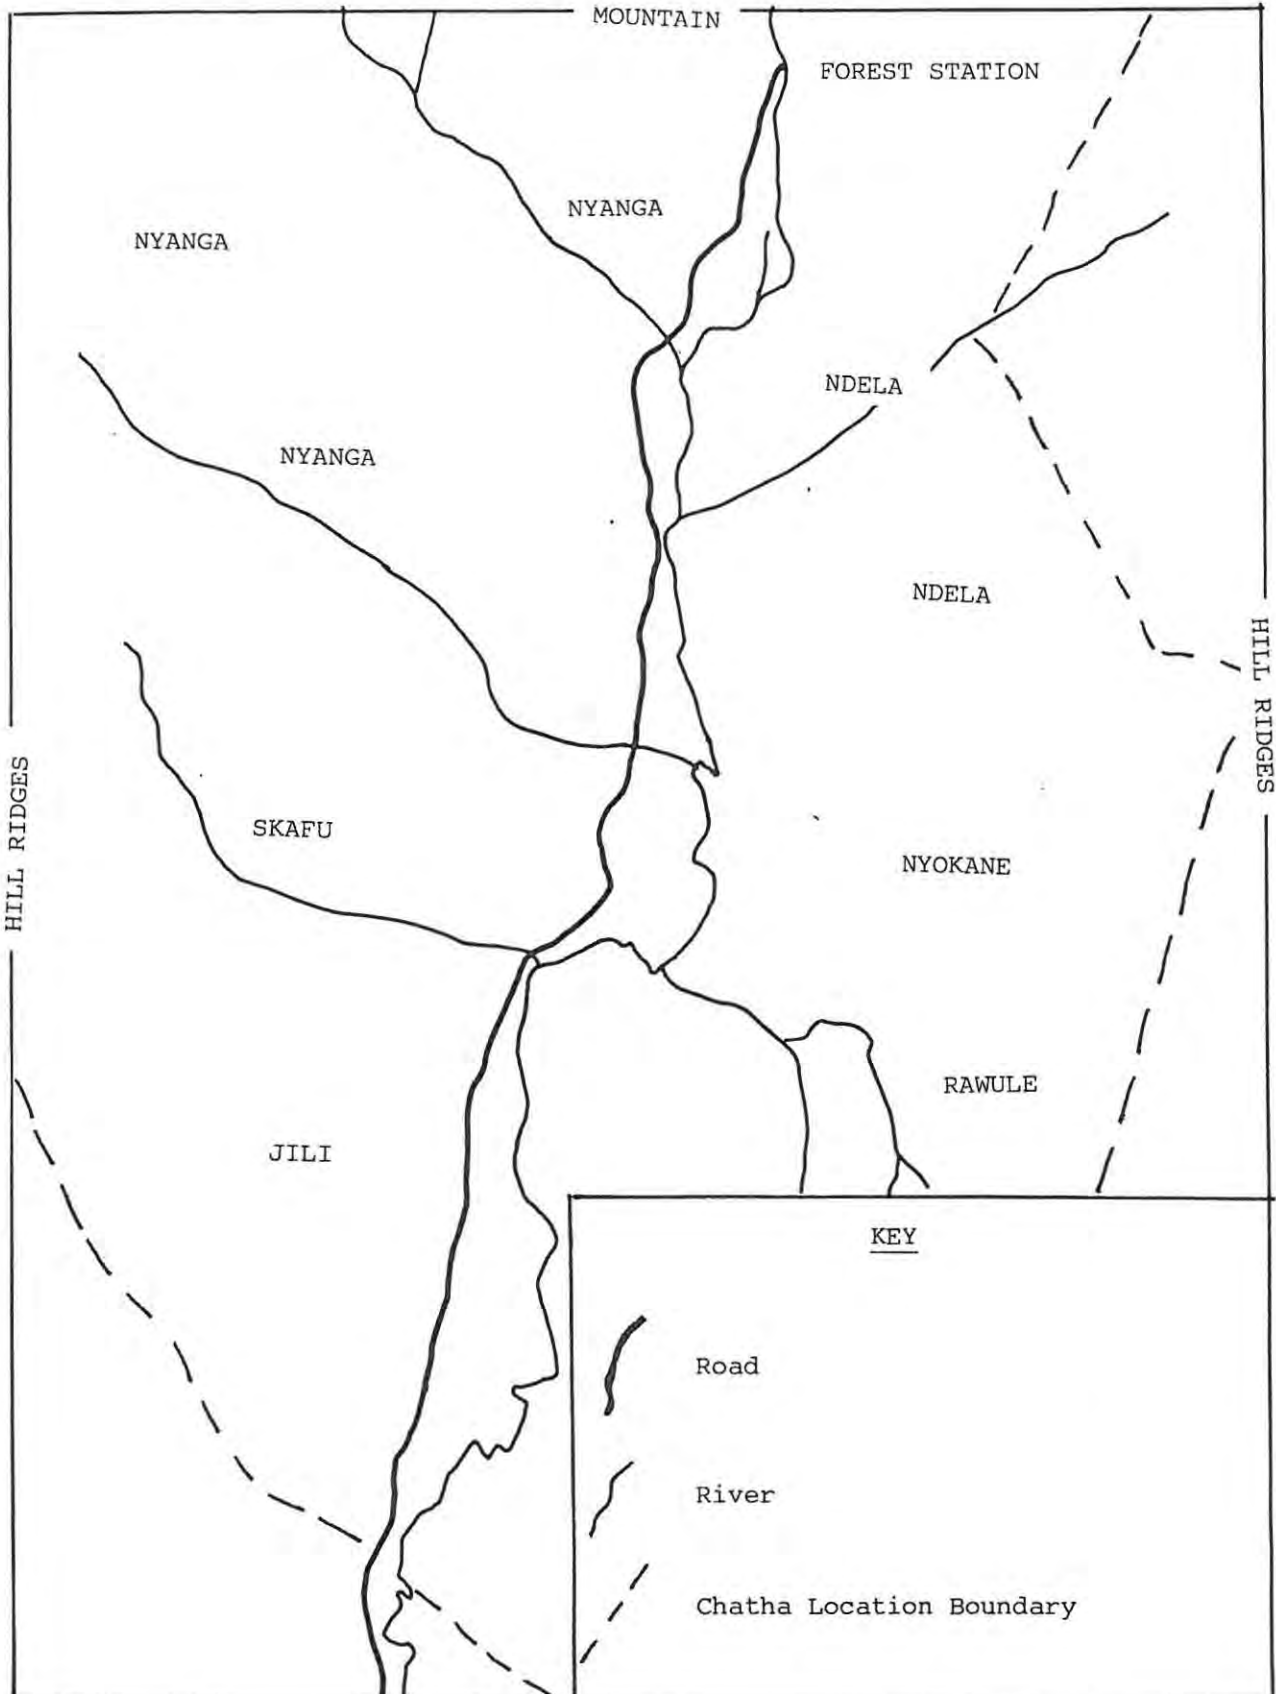 MOUNTAIN
FOREST STATION
NYANGA
NYANGA
NDELA
NYANGA
NDELA
HILL RIDGES
HILL RIDGES
SKAFU
NYOKANE
RAWULE
JILI
KEY
Road
River
Chatha Location Boundary